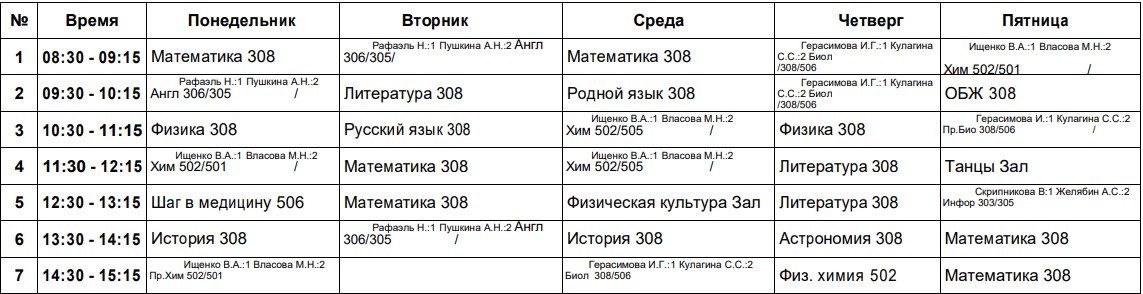 № Время Понедельник Вторник Среда Четверг Пятница
1 08:30 - 09:15 Математика 308 Рафаэль Н.:1 Пушкина А.Н.:2 Англ Математика 308 Герасимова И.Г.:1 Кулагина Ищенко В.А.:1 Власова М.Н.:2
306/305/ С.С.:2 Биол Хим 502/501 /
/308/506
2 09:30 - 10:15 Рафаэль Н.:1 Пушкина А.Н.:2 Литература 308 Родной язык 308 Герасимова И.Г.:1 Кулагина ОБЖ 308
Англ 306/305 / С.С.:2 Биол
/308/506
3 10:30 - 11:15 Физика 308 Русский язык 308 Ищенко В.А.:1 Власова М.Н.:2 Физика 308 Герасимова И.:1 Кулагина С.С.:2
Хим 502/505 / Пр.Био 308/506 /
4 11:30 - 12:15 Ищенко В.А.:1 Власова М.Н.:2 Математика 308 Ищенко В.А.:1 Власова М.Н.:2 Литература 308 Танцы Зал
Хим 502/501 / Хим 502/505 /
5 12:30 - 13:15 Шаг в медицину 506 Математика 308 Физическая культура Зал Литература 308 Скрипникова В:1 Желябин А.С.:2
Инфор 303/305
6 13:30 - 14:15 История 308 Рафаэль Н.:1 Пушкина А.Н.:2 Англ История 308 Астрономия 308 Математика 308
306/305 /
7 14:30 - 15:15 Ищенко В.А.:1 Власова М.Н.:2 Герасимова И.Г.:1 Кулагина С.С.:2 Физ. химия 502 Математика 308
Пр.Хим 502/501 Биол 308/506